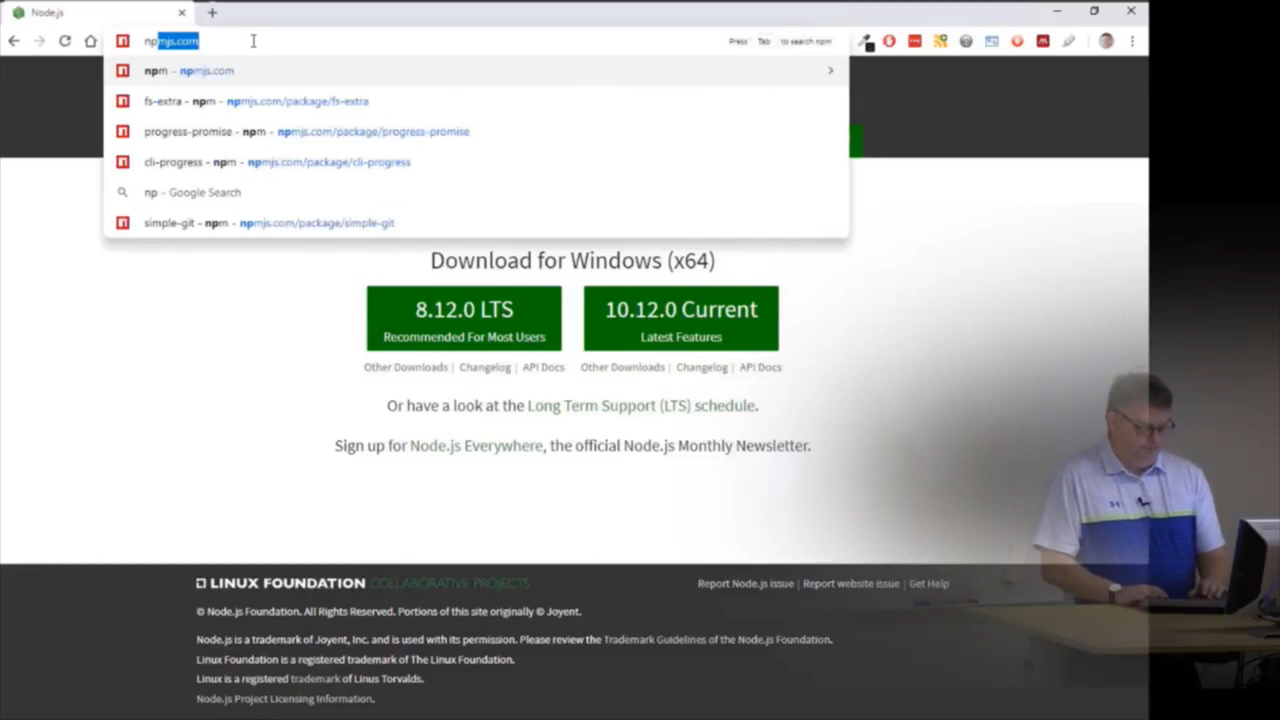 Node.js
npmjs.com
Press Tab to search npm
npm - npmjs.com
fs-extra - npm - npmjs.com/package/fs-extra
progress-promise - npm - npmjs.com/package/progress-promise
cli-progress - npm - npmjs.com/package/cli-progress
np - Google Search
simple-git - npm - npmjs.com/package/simple-git
Download for Windows (x64)
8.12.0 LTS
Recommended For Most Users
10.12.0 Current
Latest Features
Other Downloads | Changelog | API Docs
Other Downloads | Changelog | API Docs
Or have a look at the Long Term Support (LTS) schedule.
Sign up for Node.js Everywhere, the official Node.js Monthly Newsletter.
LINUX FOUNDATION COLLABORATIVE PROJECTS
Report Node.js issue | Report website issue | Get Help
© Node.js Foundation. All Rights Reserved. Portions of this site originally © Joyent.
Node.js is a trademark of Joyent, Inc. and is used with its permission. Please review the Trademark Guidelines of the Node.js Foundation.
Linux Foundation is a registered trademark of The Linux Foundation.
Linux is a registered trademark of Linus Torvalds.
Node.js Project Licensing Information.